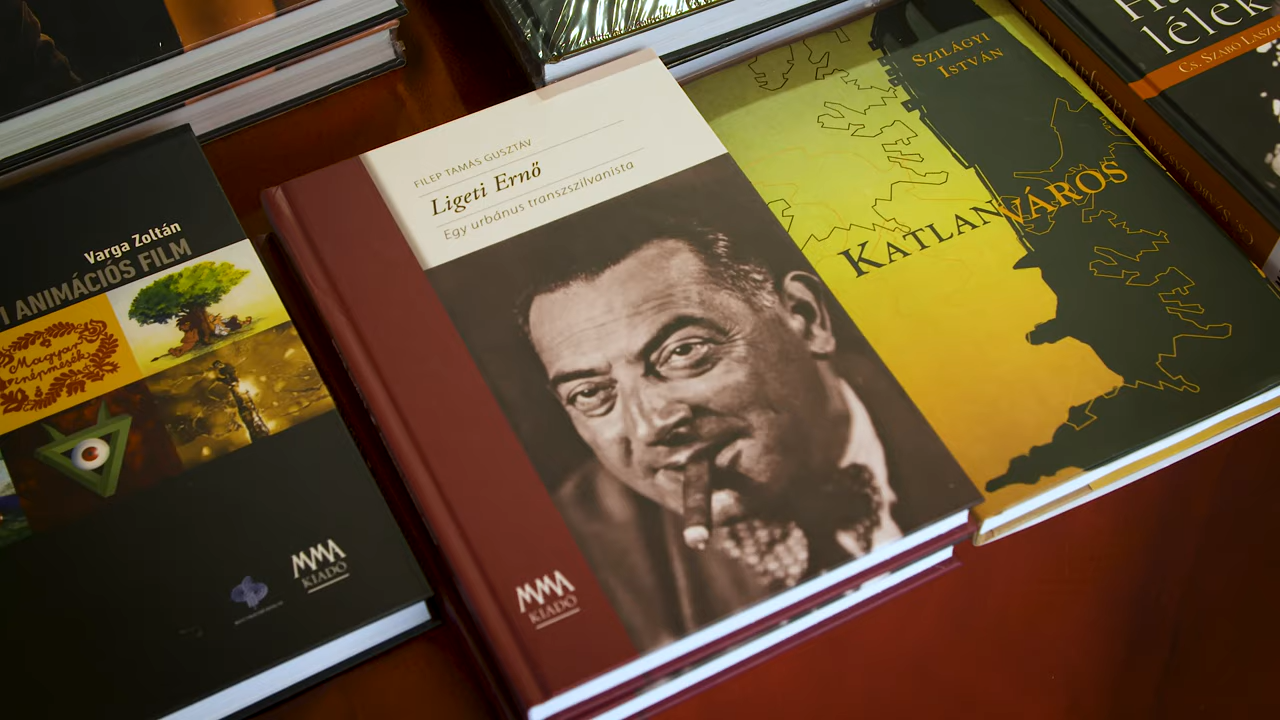 Varga Zoltán
I ANIMÁCIÓS FILM
Magyar
népmesék
MMA
KIADÓ
FILEP TAMÁS GUSZTÁV
Ligeti Ernő
Egy urbánus transzszilvanista
MMA
KIADÓ
SZILÁGYI
ISTVÁN
KATLANVÁROS
lélek
CS. SZABÓ LÁSZL